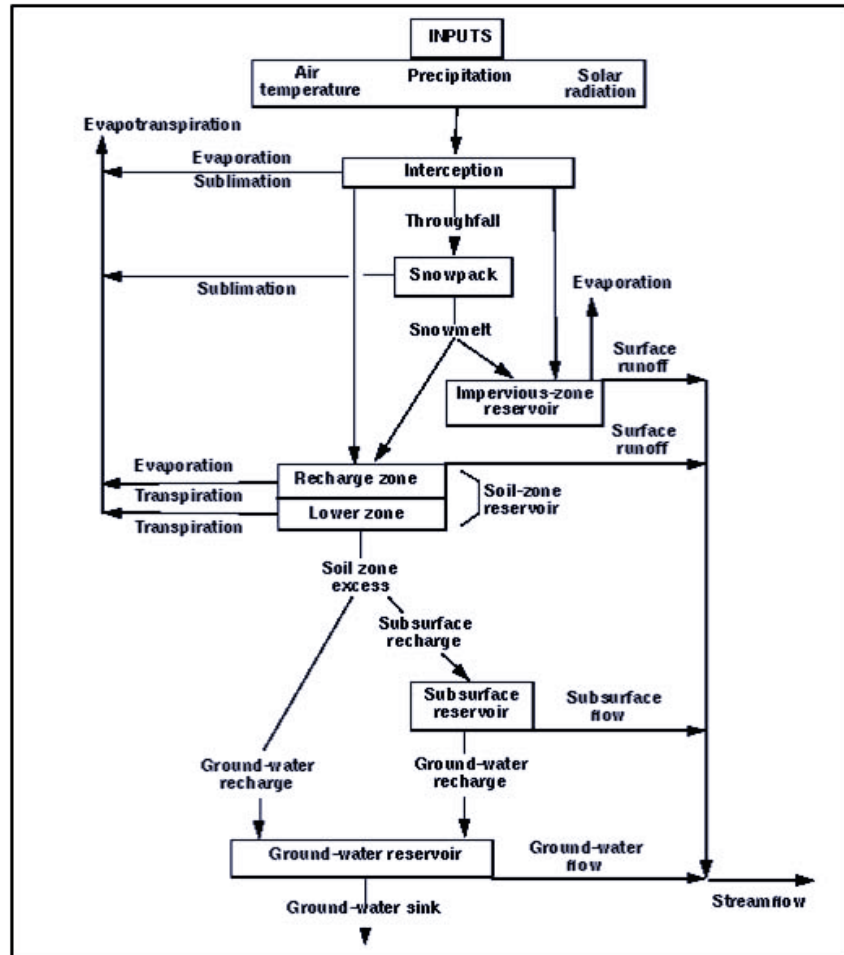 INPUTS
Air
temperature
Precipitation
Solar
radiation
Evapotranspiration
Evaporation
Sublimation
Interception
Throughfall
Snowpack
Sublimation
Evaporation
Snowmelt
Surface
runoff
Impervious-zone
reservoir
Surface
runoff
Evaporation
Transpiration
Recharge zone
Soil-zone
reservoir
Lower zone
Transpiration
Soil zone
excess
Subsurface
recharge
Subsurface
reservoir
Subsurface
flow
Ground-water
recharge
Ground-water
recharge
Ground-water reservoir
Ground-water
flow
Ground-water sink
Streamflow